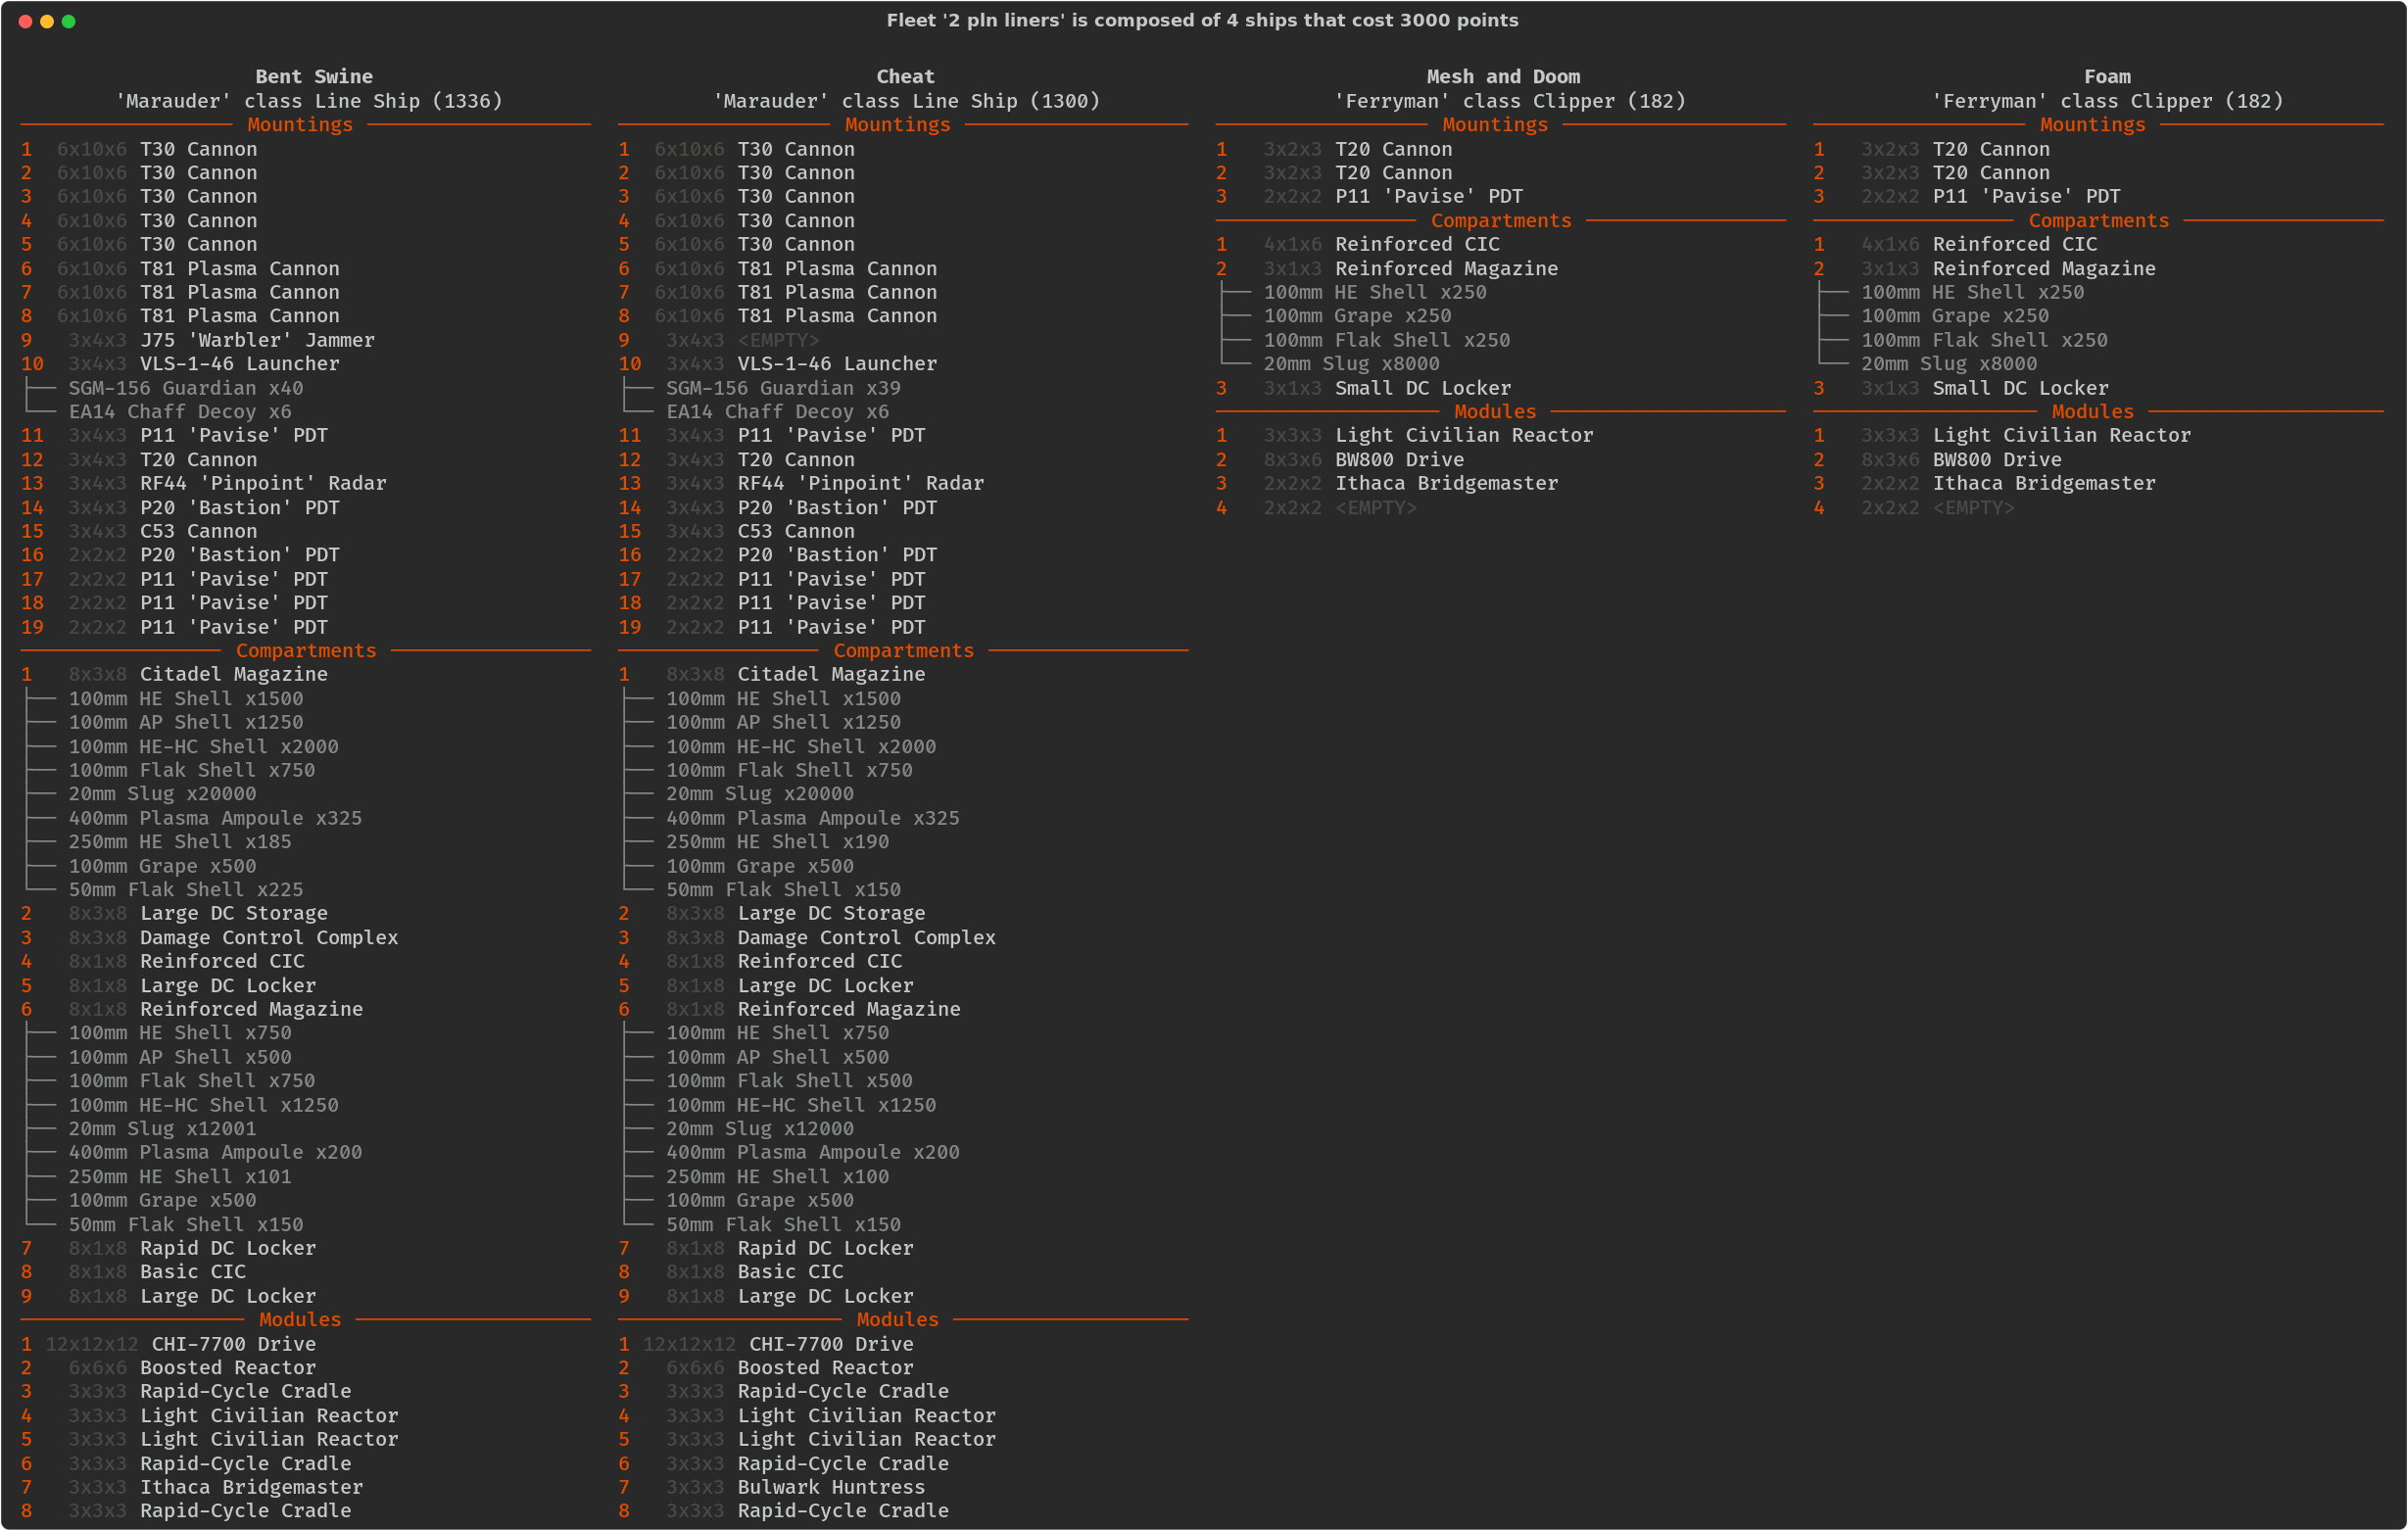 Fleet '2 pln liners' is composed of 4 ships that cost 3000 points
Bent Swine
'Marauder' class Line Ship (1336)
Mountings
1 6x10x6 T30 Cannon
2 6x10x6 T30 Cannon
3 6x10x6 T30 Cannon
4 6x10x6 T30 Cannon
5 6x10x6 T30 Cannon
6 6x10x6 T81 Plasma Cannon
7 6x10x6 T81 Plasma Cannon
8 6x10x6 T81 Plasma Cannon
9 3x4x3 J75 'Warbler' Jammer
10 3x4x3 VLS-1-46 Launcher
SGM-156 Guardian x40
EA14 Chaff Decoy x6
11 3x4x3 P11 'Pavise' PDT
12 3x4x3 T20 Cannon
13 3x4x3 RF44 'Pinpoint' Radar
14 3x4x3 P20 'Bastion' PDT
15 3x4x3 C53 Cannon
16 2x2x2 P20 'Bastion' PDT
17 2x2x2 P11 'Pavise' PDT
18 2x2x2 P11 'Pavise' PDT
19 2x2x2 P11 'Pavise' PDT
Compartments
1 8x3x8 Citadel Magazine
100mm HE Shell x1500
100mm AP Shell x1250
100mm HE-HC Shell x2000
100mm Flak Shell x750
20mm Slug x20000
400mm Plasma Ampoule x325
250mm HE Shell x185
100mm Grape x500
50mm Flak Shell x225
2 8x3x8 Large DC Storage
3 8x3x8 Damage Control Complex
4 8x1x8 Reinforced CIC
5 8x1x8 Large DC Locker
6 8x1x8 Reinforced Magazine
100mm HE Shell x750
100mm AP Shell x500
100mm Flak Shell x750
100mm HE-HC Shell x1250
20mm Slug x12001
400mm Plasma Ampoule x200
250mm HE Shell x101
100mm Grape x500
50mm Flak Shell x150
7 8x1x8 Rapid DC Locker
8 8x1x8 Basic CIC
9 8x1x8 Large DC Locker
Modules
1 12x12x12 CHI-7700 Drive
2 6x6x6 Boosted Reactor
3 3x3x3 Rapid-Cycle Cradle
4 3x3x3 Light Civilian Reactor
5 3x3x3 Light Civilian Reactor
6 3x3x3 Rapid-Cycle Cradle
7 3x3x3 Ithaca Bridgemaster
8 3x3x3 Rapid-Cycle Cradle
Cheat
'Marauder' class Line Ship (1300)
Mountings
1 6x10x6 T30 Cannon
2 6x10x6 T30 Cannon
3 6x10x6 T30 Cannon
4 6x10x6 T30 Cannon
5 6x10x6 T30 Cannon
6 6x10x6 T81 Plasma Cannon
7 6x10x6 T81 Plasma Cannon
8 6x10x6 T81 Plasma Cannon
9 3x4x3 <EMPTY>
10 3x4x3 VLS-1-46 Launcher
SGM-156 Guardian x39
EA14 Chaff Decoy x6
11 3x4x3 P11 'Pavise' PDT
12 3x4x3 T20 Cannon
13 3x4x3 RF44 'Pinpoint' Radar
14 3x4x3 P20 'Bastion' PDT
15 3x4x3 C53 Cannon
16 2x2x2 P20 'Bastion' PDT
17 2x2x2 P11 'Pavise' PDT
18 2x2x2 P11 'Pavise' PDT
19 2x2x2 P11 'Pavise' PDT
Compartments
1 8x3x8 Citadel Magazine
100mm HE Shell x1500
100mm AP Shell x1250
100mm HE-HC Shell x2000
100mm Flak Shell x750
20mm Slug x20000
400mm Plasma Ampoule x325
250mm HE Shell x190
100mm Grape x500
50mm Flak Shell x150
2 8x3x8 Large DC Storage
3 8x3x8 Damage Control Complex
4 8x1x8 Reinforced CIC
5 8x1x8 Large DC Locker
6 8x1x8 Reinforced Magazine
100mm HE Shell x750
100mm AP Shell x500
100mm Flak Shell x500
100mm HE-HC Shell x1250
20mm Slug x12000
400mm Plasma Ampoule x200
250mm HE Shell x100
100mm Grape x500
50mm Flak Shell x150
7 8x1x8 Rapid DC Locker
8 8x1x8 Basic CIC
9 8x1x8 Large DC Locker
Modules
1 12x12x12 CHI-7700 Drive
2 6x6x6 Boosted Reactor
3 3x3x3 Rapid-Cycle Cradle
4 3x3x3 Light Civilian Reactor
5 3x3x3 Light Civilian Reactor
6 3x3x3 Rapid-Cycle Cradle
7 3x3x3 Bulwark Huntress
8 3x3x3 Rapid-Cycle Cradle
Mesh and Doom
'Ferryman' class Clipper (182)
Mountings
1 3x2x3 T20 Cannon
2 3x2x3 T20 Cannon
3 2x2x2 P11 'Pavise' PDT
Compartments
1 4x1x6 Reinforced CIC
2 3x1x3 Reinforced Magazine
100mm HE Shell x250
100mm Grape x250
100mm Flak Shell x250
20mm Slug x8000
3 3x1x3 Small DC Locker
Modules
1 3x3x3 Light Civilian Reactor
2 8x3x6 BW800 Drive
3 2x2x2 Ithaca Bridgemaster
4 2x2x2 <EMPTY>
Foam
'Ferryman' class Clipper (182)
Mountings
1 3x2x3 T20 Cannon
2 3x2x3 T20 Cannon
3 2x2x2 P11 'Pavise' PDT
Compartments
1 4x1x6 Reinforced CIC
2 3x1x3 Reinforced Magazine
100mm HE Shell x250
100mm Grape x250
100mm Flak Shell x250
20mm Slug x8000
3 3x1x3 Small DC Locker
Modules
1 3x3x3 Light Civilian Reactor
2 8x3x6 BW800 Drive
3 2x2x2 Ithaca Bridgemaster
4 2x2x2 <EMPTY>